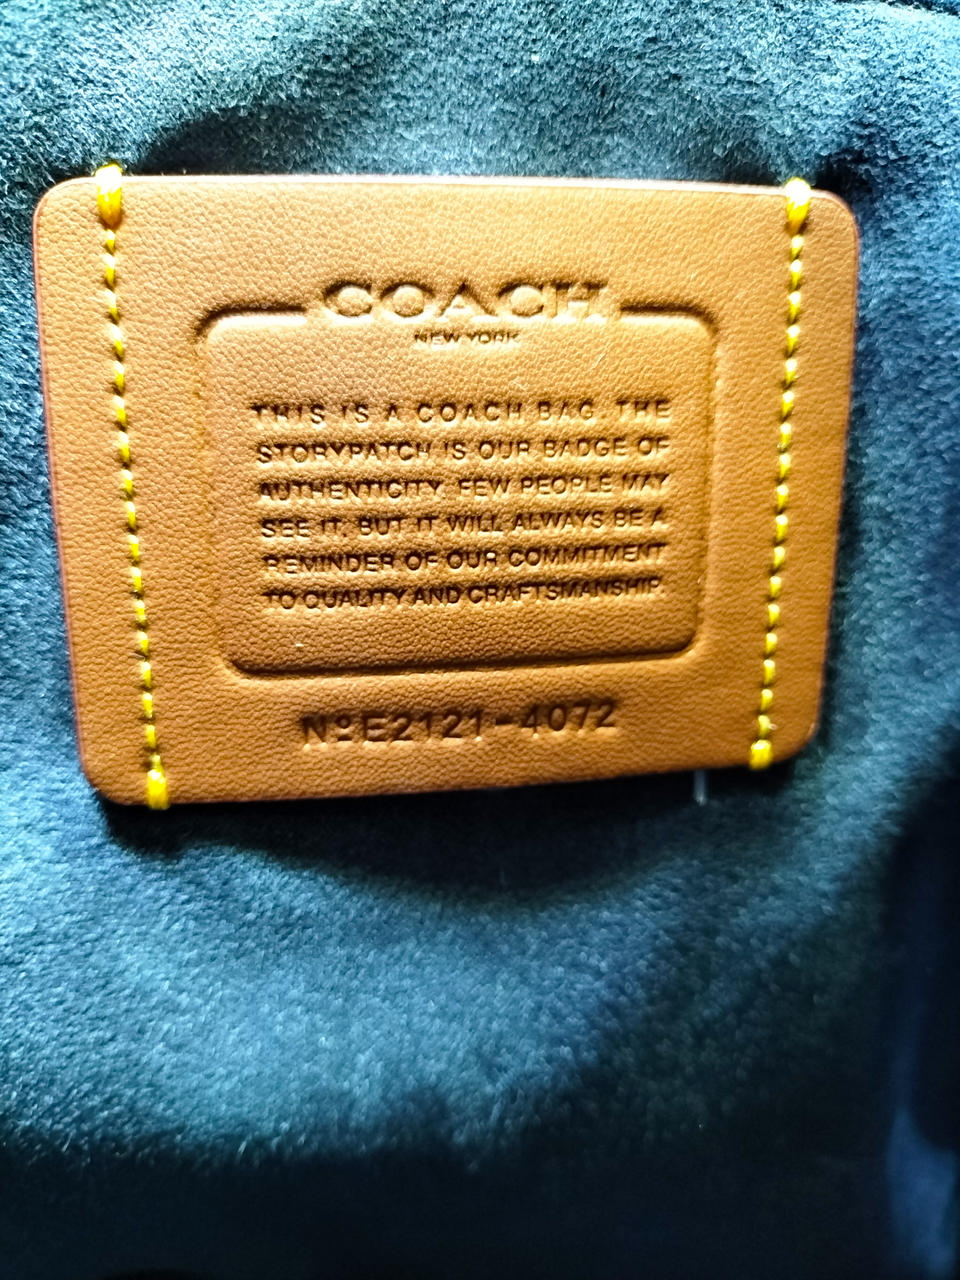 COACH
NEW YORK
THIS IS A COACH BAG. THE
STORYPATCH IS OUR BADGE OF
AUTHENTICITY. FEW PEOPLE MAY
SEE IT, BUT IT WILL ALWAYS BE A
REMINDER OF OUR COMMITMENT
TO QUALITY AND CRAFTSMANSHIP.
Nº E2121-4072